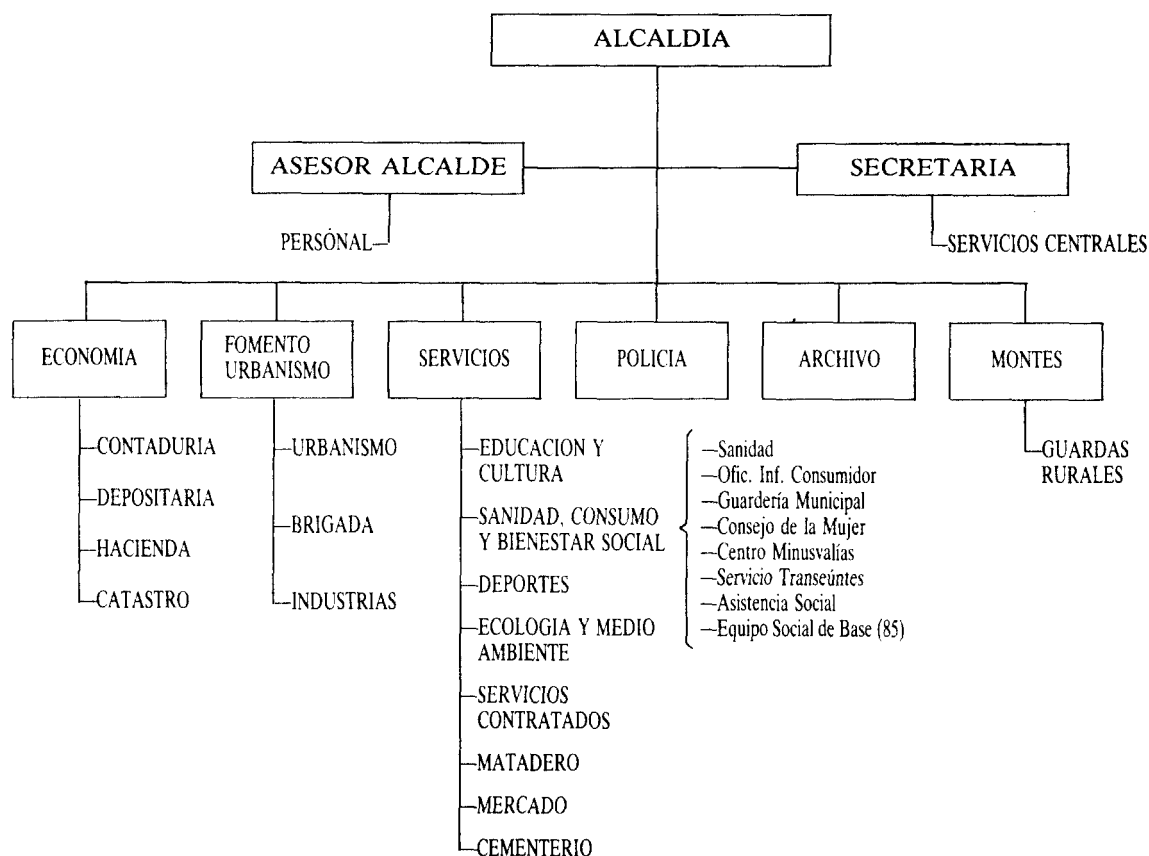 ALCALDIA
ASESOR ALCALDE
SECRETARIA
PERSÓNAL
SERVICIOS CENTRALES
ECONOMIA
FOMENTO
URBANISMO
SERVICIOS
POLICIA
ARCHIVO
MONTES
CONTADURIA
DEPOSITARIA
HACIENDA
CATASTRO
URBANISMO
BRIGADA
INDUSTRIAS
EDUCACION Y
CULTURA
SANIDAD, CONSUMO
Y BIENESTAR SOCIAL
DEPORTES
ECOLOGIA Y MEDIO
AMBIENTE
SERVICIOS
CONTRATADOS
MATADERO
MERCADO
CEMENTERIO
—Sanidad
—Ofic. Inf. Consumidor
—Guardería Municipal
—Consejo de la Mujer
—Centro Minusvalías
—Servicio Transeúntes
—Asistencia Social
—Equipo Social de Base (85)
GUARDAS
RURALES